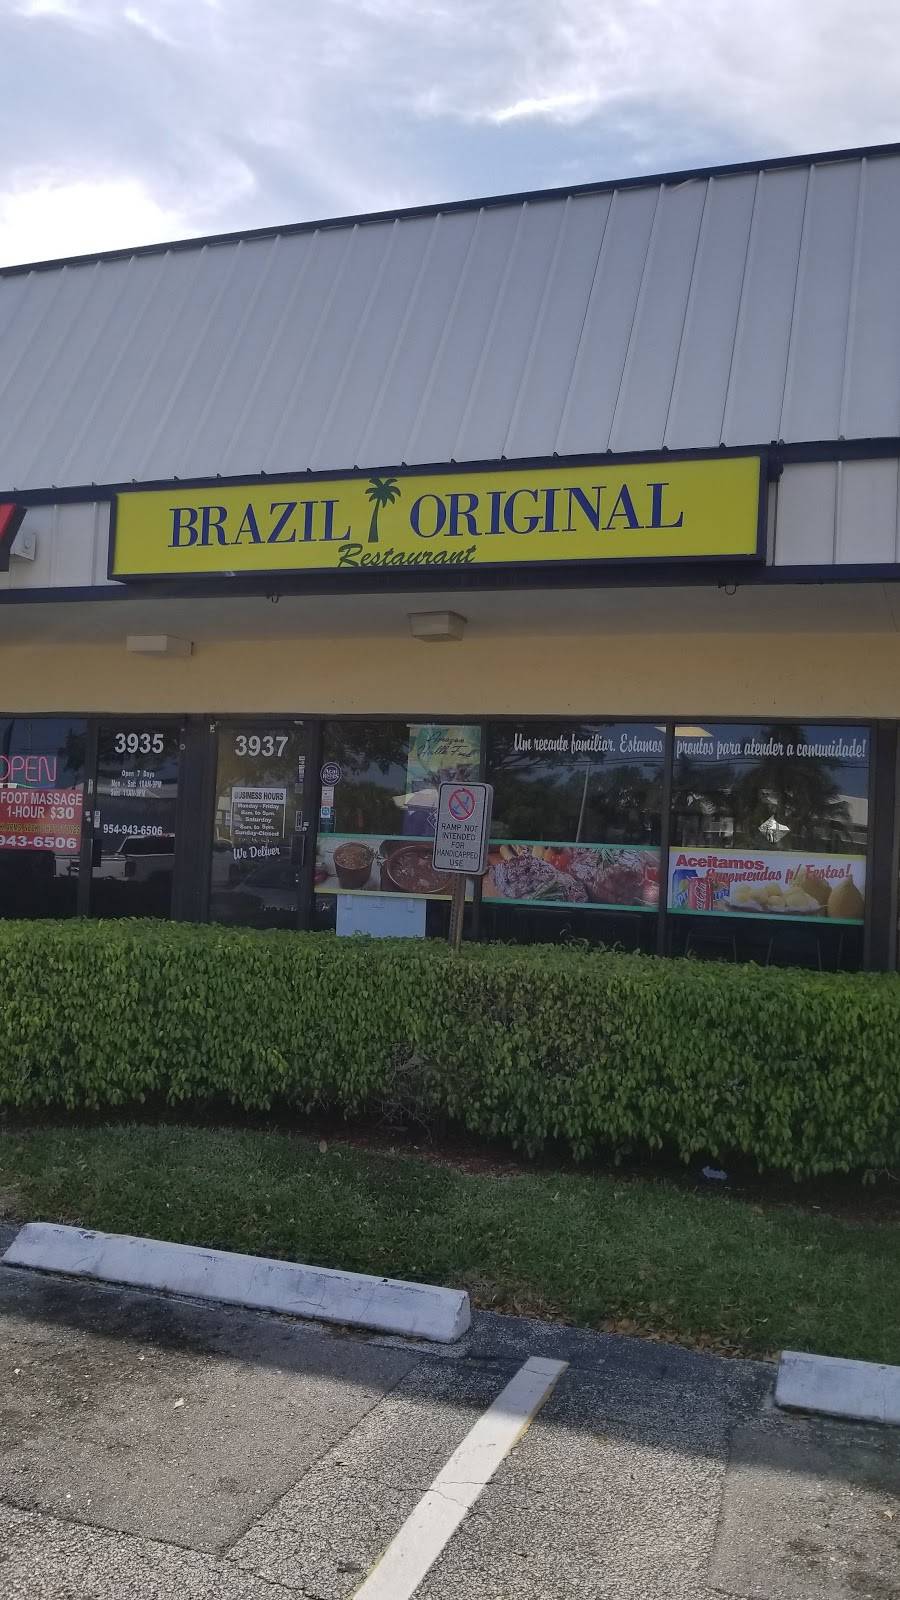 BRAZIL ORIGINAL
Restaurant
OPEN
FOOT MASSAGE
1-HOUR $30
943-6506
3935
Open 7 Days
954-943-6506
3937
BUSINESS HOURS
Monday - Friday
Saturday
Sunday-Closed
We Deliver
RAMP NOT
INTENDED
FOR
HANDICAPPED
USE
Um recanto familiar. Estamos prontos para atender a comunidade!
Aceitamos
Encomendas p/ Festas!